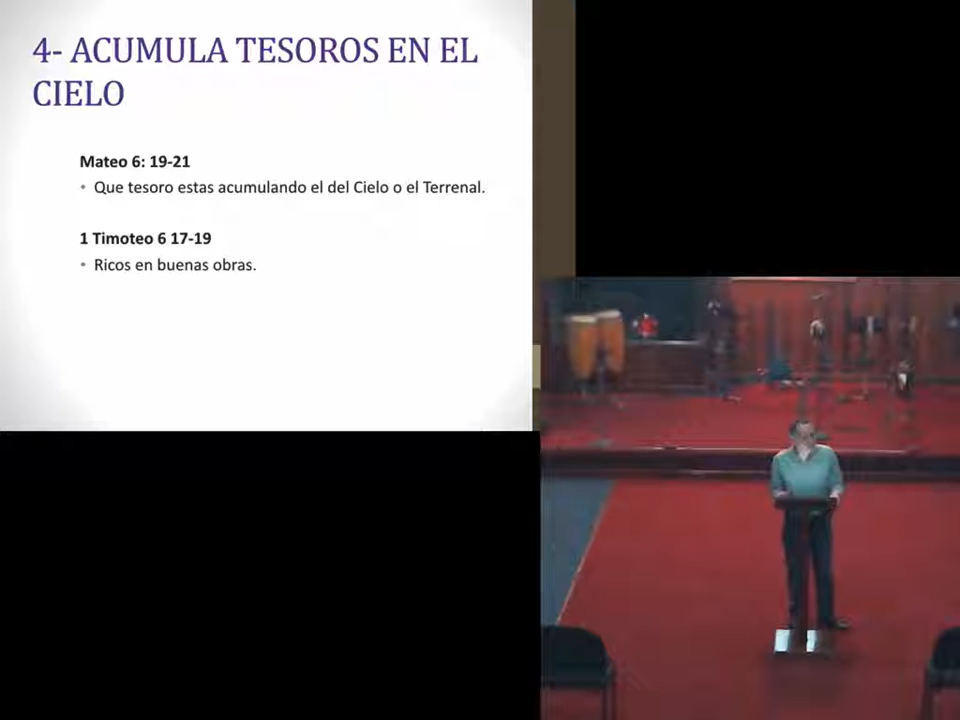 4- ACUMULA TESOROS EN EL
CIELO
Mateo 6: 19-21
• Que tesoro estas acumulando el del Cielo o el Terrenal.
1 Timoteo 6 17-19
• Ricos en buenas obras.